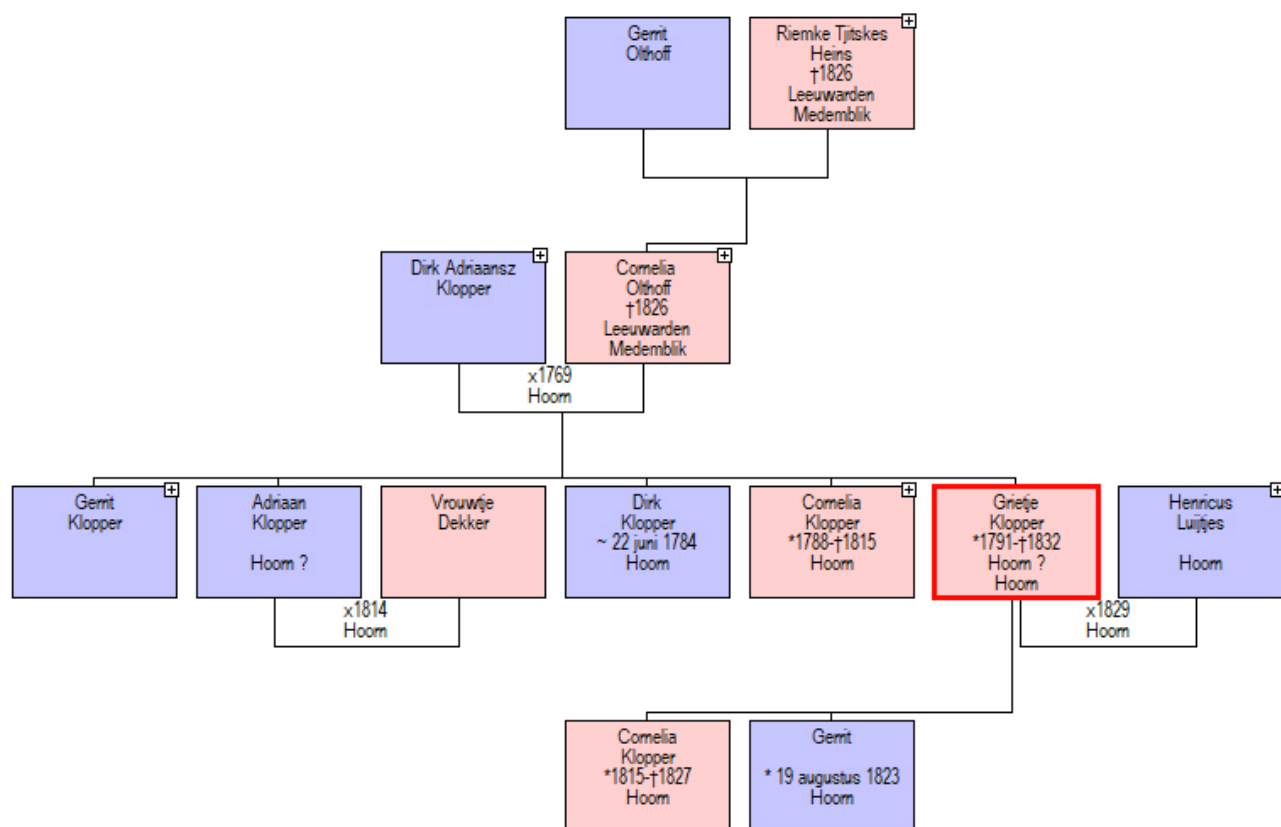 Gerrit
Olthoff
Riemke Tjitskes
Heins
†1826
Leeuwarden
Medemblik
Dirk Adriaansz
Klopper
Cornelia
Olthoff
†1826
Leeuwarden
Medemblik
x1769
Hoorn
Gerrit
Klopper
Adriaan
Klopper
Hoorn ?
Vrouwtje
Dekker
Dirk
Klopper
~ 22 juni 1784
Hoorn
Cornelia
Klopper
*1788-†1815
Hoorn
Grietje
Klopper
*1791-†1832
Hoorn ?
Hoorn
Henricus
Luijtjes
Hoorn
x1814
Hoorn
x1829
Hoorn
Cornelia
Klopper
*1815-†1827
Hoorn
Gerrit
* 19 augustus 1823
Hoorn